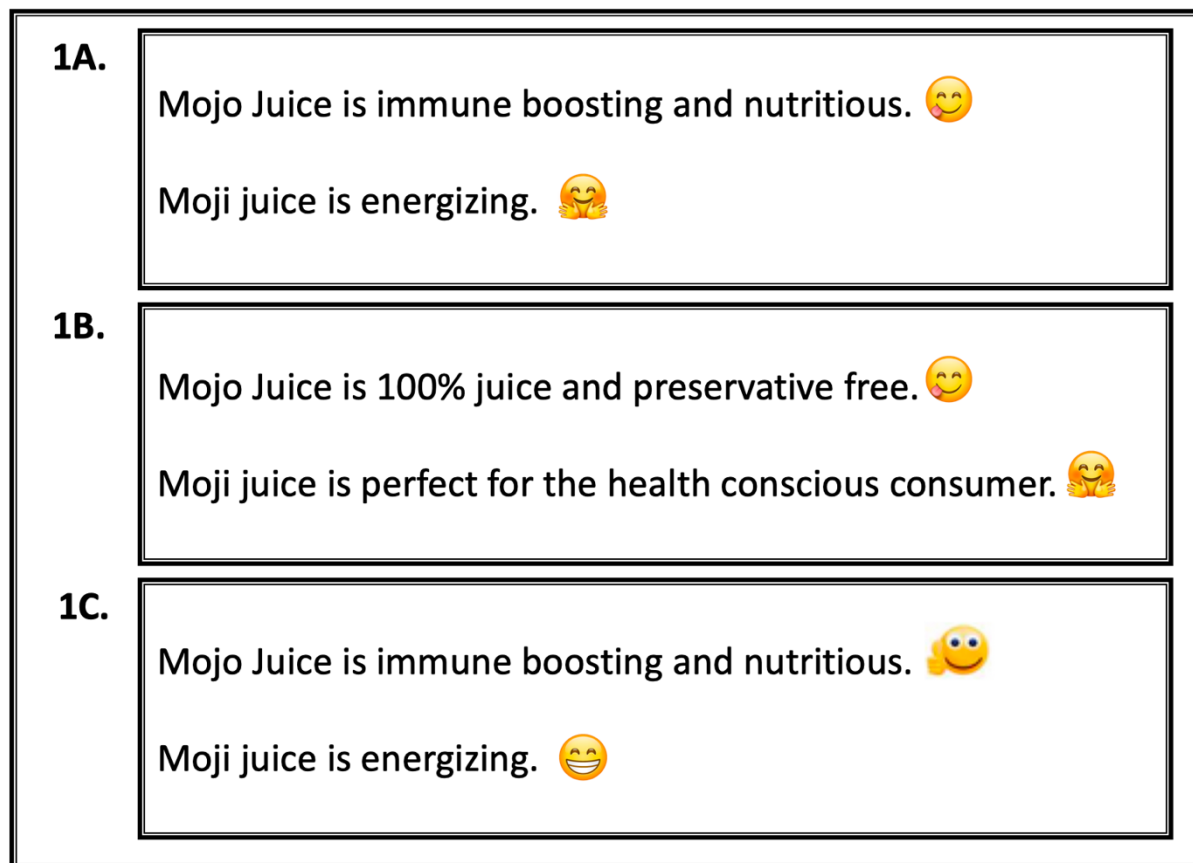 1A.
Mojo Juice is immune boosting and nutritious. 😋
Moji juice is energizing. 🤗
1B.
Mojo Juice is 100% juice and preservative free. 😋
Moji juice is perfect for the health conscious consumer. 🤗
1C.
Mojo Juice is immune boosting and nutritious.
Moji juice is energizing. 😁